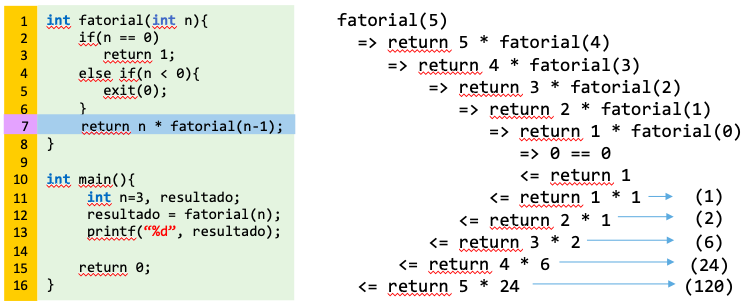 1 int fatorial(int n){
2 if(n == 0)
3 return 1;
4 else if(n < 0){
5 exit(0);
6 }
7 return n * fatorial(n-1);
8 }
9
10 int main(){
11 int n=3, resultado;
12 resultado = fatorial(n);
13 printf(“%d”, resultado);
14
15 return 0;
16 }
fatorial(5)
=> return 5 * fatorial(4)
=> return 4 * fatorial(3)
=> return 3 * fatorial(2)
=> return 2 * fatorial(1)
=> return 1 * fatorial(0)
=> 0 == 0
<= return 1
<= return 1 * 1 (1)
<= return 2 * 1 (2)
<= return 3 * 2 (6)
<= return 4 * 6 (24)
<= return 5 * 24 (120)